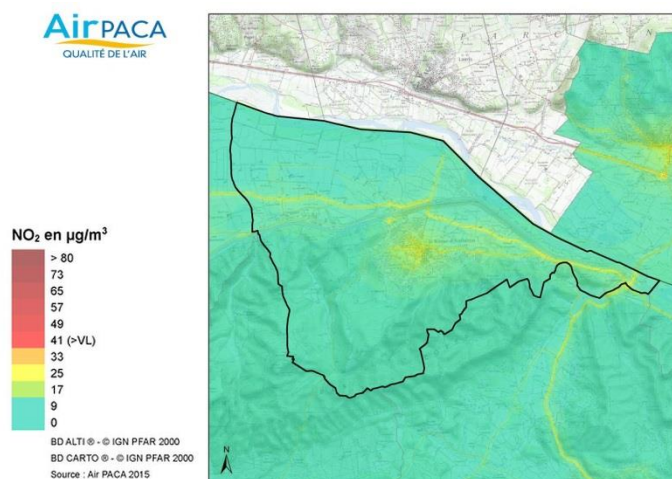 AirPACA
QUALITÉ DE L'AIR
NO₂ en µg/m³
> 80
73
65
57
49
41 (>VL)
33
25
17
9
0
BD ALTI ® - © IGN PFAR 2000
BD CARTO ® - © IGN PFAR 2000
Source : Air PACA 2015
P A R C
N